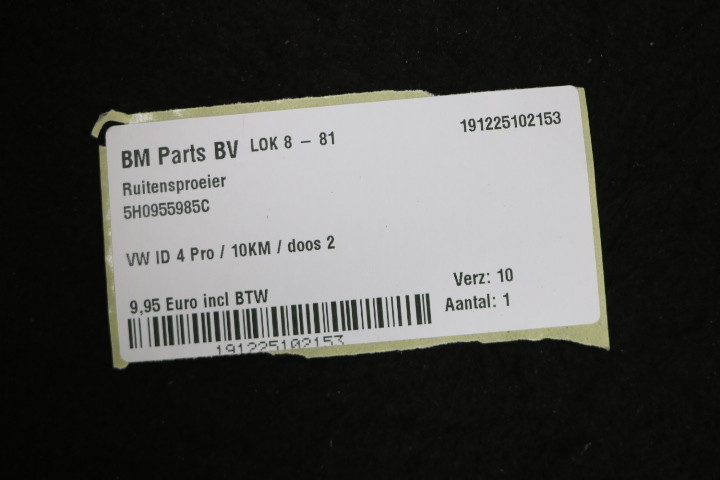 BM Parts BV LOK 8 - 81
191225102153
Ruitensproeier
5H0955985C
VW ID 4 Pro / 10KM / doos 2
9,95 Euro incl BTW
Verz: 10
Aantal: 1
191225102153